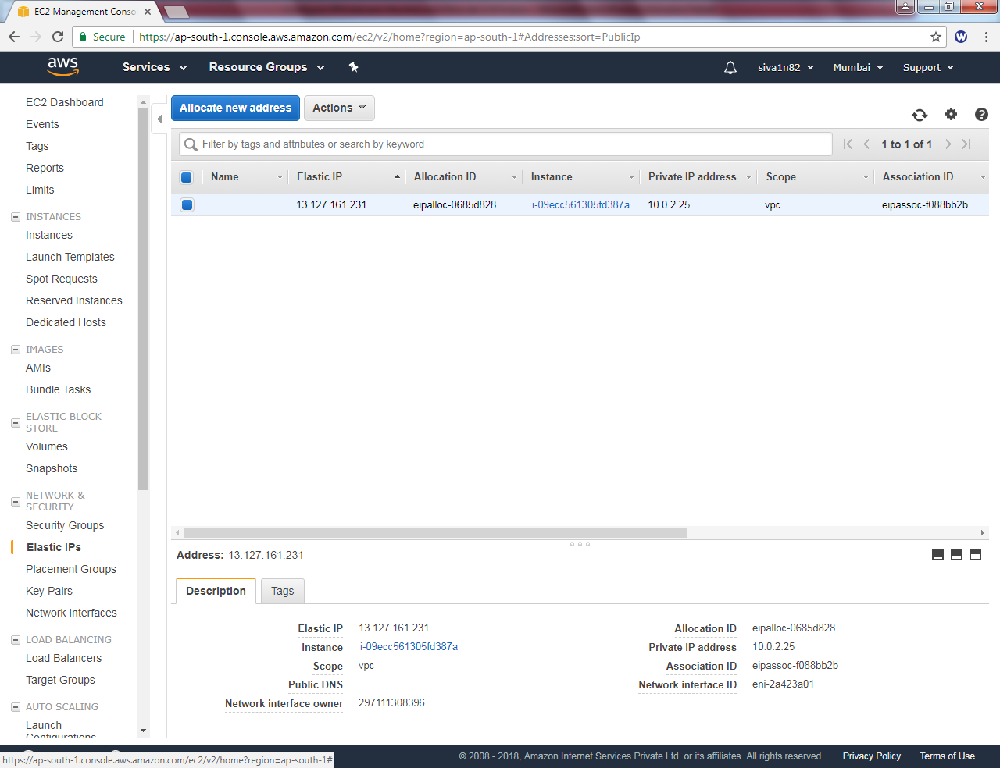 EC2 Management Conso
Secure https://ap-south-1.console.aws.amazon.com/ec2/v2/home?region=ap-south-1#Addresses:sort=PublicIp W
aws Services Resource Groups siva1n82 Mumbai Support
EC2 Dashboard
Events
Tags
Reports
Limits
INSTANCES
Instances
Launch Templates
Spot Requests
Reserved Instances
Dedicated Hosts
IMAGES
AMIs
Bundle Tasks
ELASTIC BLOCK
STORE
Volumes
Snapshots
NETWORK &
SECURITY
Security Groups
Elastic IPs
Placement Groups
Key Pairs
Network Interfaces
LOAD BALANCING
Load Balancers
Target Groups
AUTO SCALING
Launch
Configurations
Allocate new address Actions
Filter by tags and attributes or search by keyword 1 to 1 of 1
Name Elastic IP Allocation ID Instance Private IP address Scope Association ID
13.127.161.231 eipalloc-0685d828 i-09ecc561305fd387a 10.0.2.25 vpc eipassoc-f088bb2b
Address: 13.127.161.231
Description Tags
Elastic IP 13.127.161.231 Allocation ID eipalloc-0685d828
Instance i-09ecc561305fd387a Private IP address 10.0.2.25
Scope vpc Association ID eipassoc-f088bb2b
Public DNS Network interface ID eni-2a423a01
Network interface owner 297111308396
https://ap-south-1.console.aws.amazon.com/ec2/v2/home?region=ap-south-1#
© 2008 - 2018, Amazon Internet Services Private Ltd. or its affiliates. All rights reserved. Privacy Policy Terms of Use